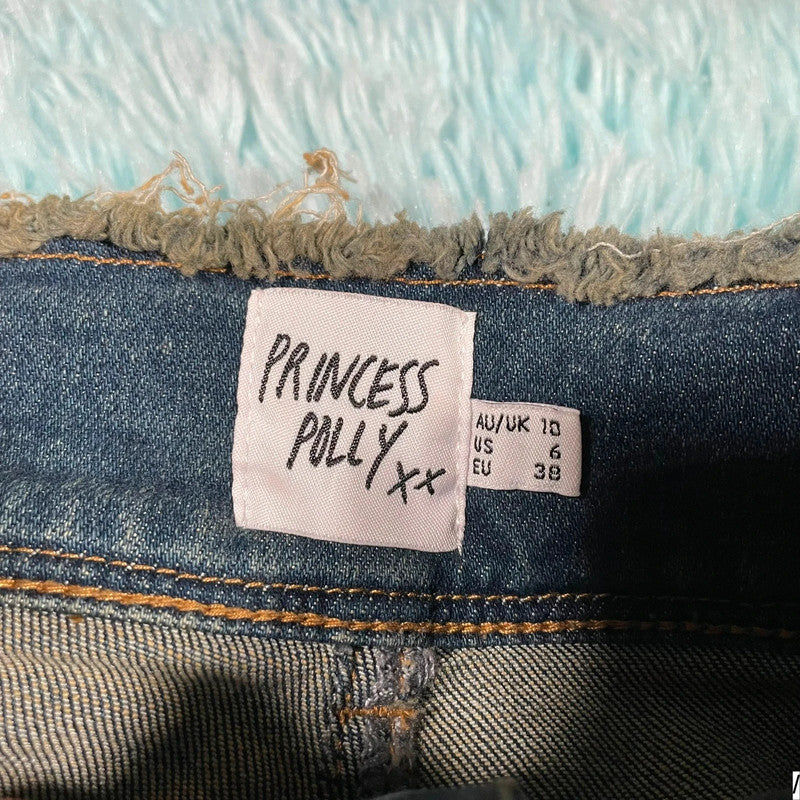 PRINCESS
POLLY
xx
AU/UK 10
US 6
EU 38